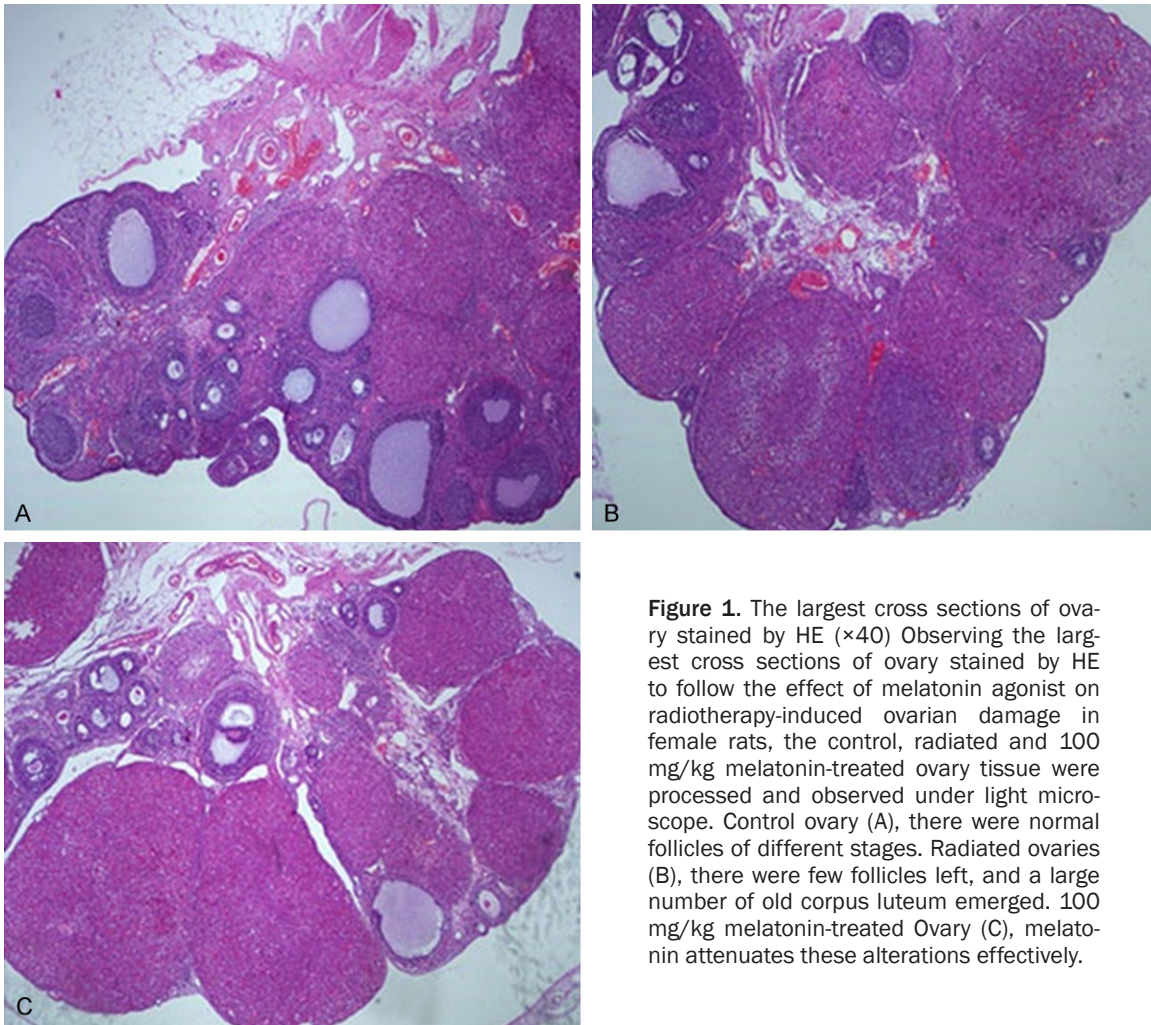 A
B
C
Figure 1. The largest cross sections of ova-
ry stained by HE (×40) Observing the larg-
est cross sections of ovary stained by HE
to follow the effect of melatonin agonist on
radiotherapy-induced ovarian damage in
female rats, the control, radiated and 100
mg/kg melatonin-treated ovary tissue were
processed and observed under light micro-
scope. Control ovary (A), there were normal
follicles of different stages. Radiated ovaries
(B), there were few follicles left, and a large
number of old corpus luteum emerged. 100
mg/kg melatonin-treated Ovary (C), melato-
nin attenuates these alterations effectively.